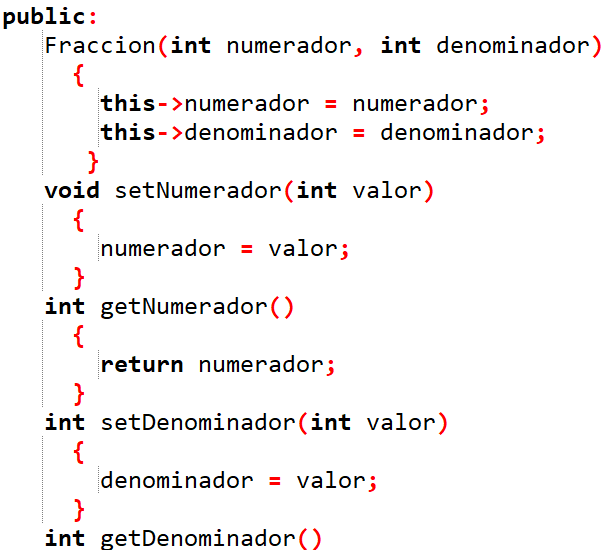 public:
Fraccion(int numerador, int denominador)
{
this->numerador = numerador;
this->denominador = denominador;
}
void setNumerador(int valor)
{
numerador = valor;
}
int getNumerador()
{
return numerador;
}
int setDenominador(int valor)
{
denominador = valor;
}
int getDenominador()